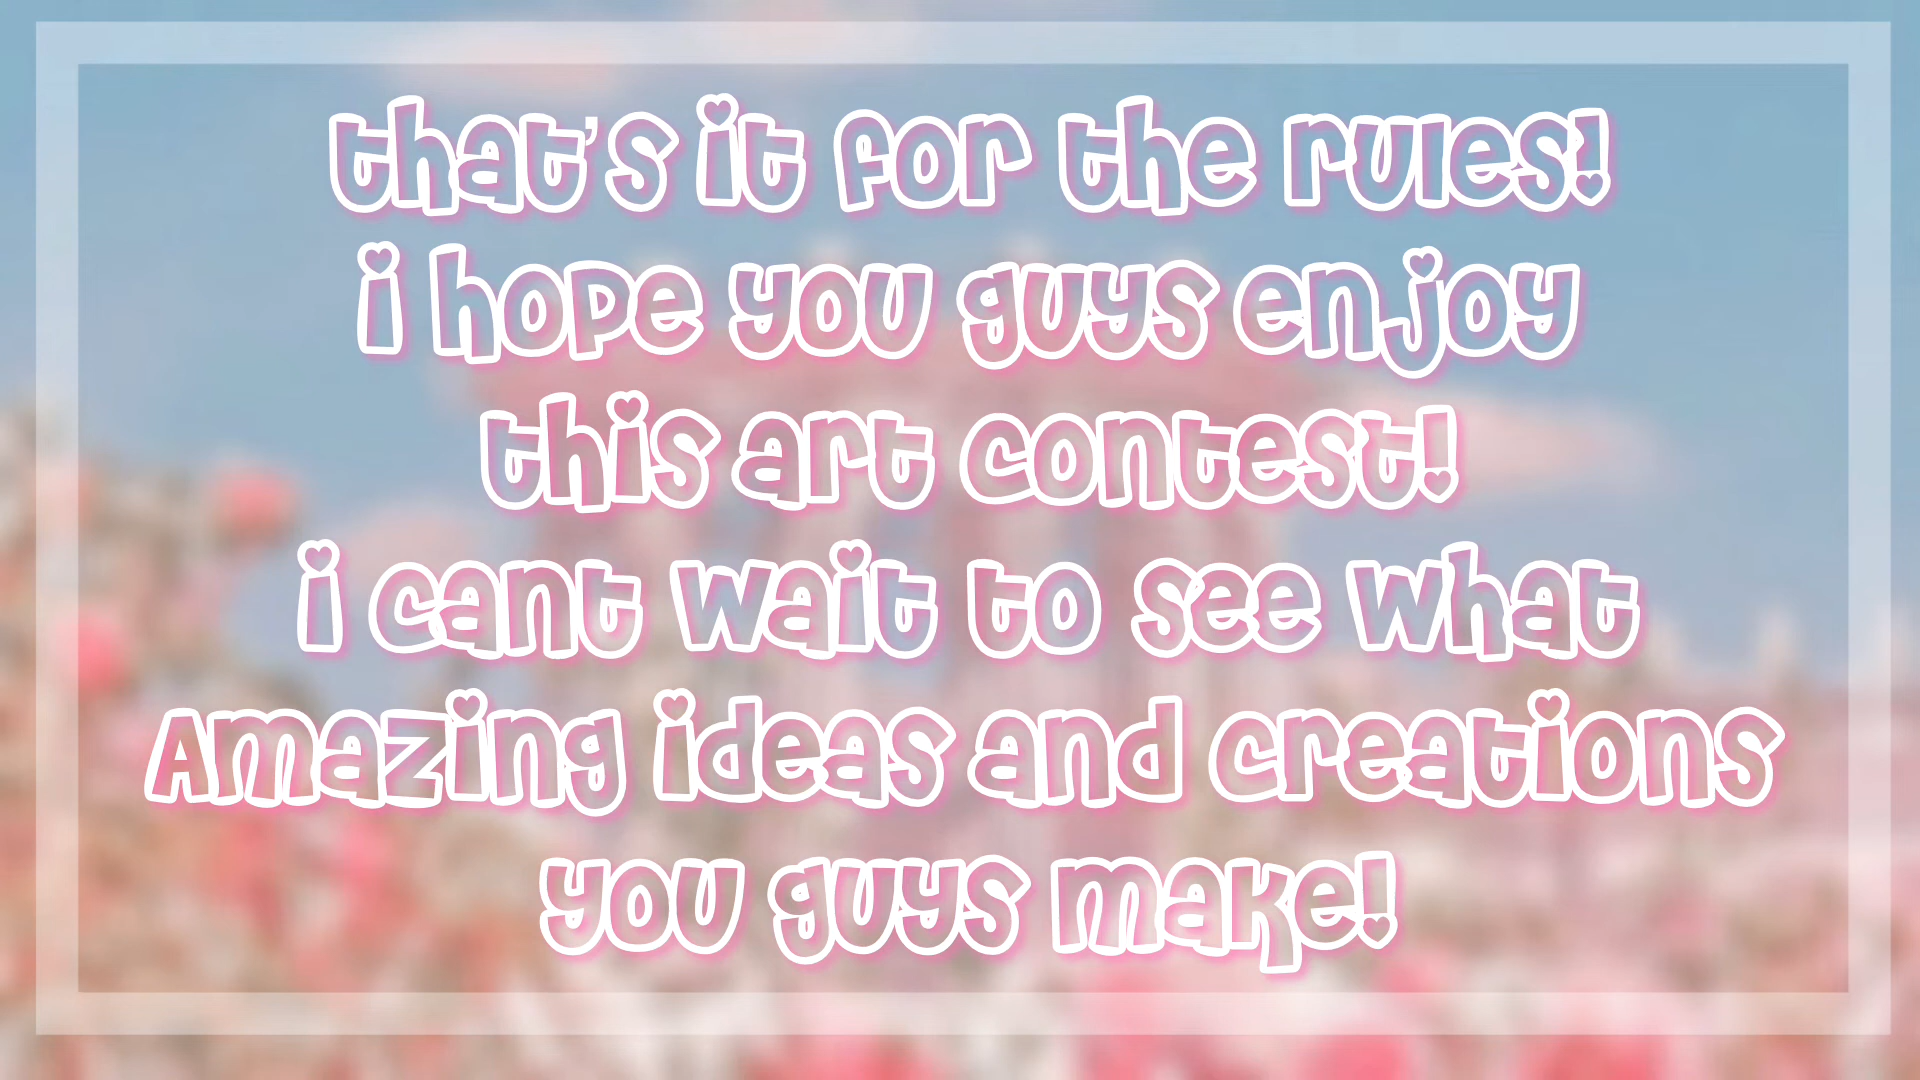 that's it for the rules!
i hope you guys enjoy
this art contest!
i cant wait to see what
Amazing ideas and creations
you guys make!